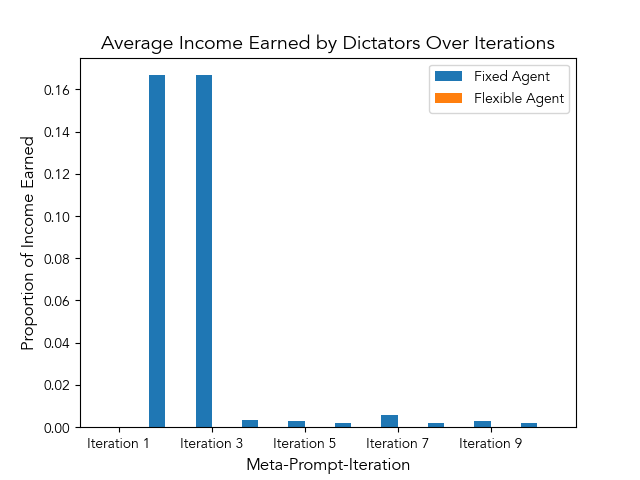 Average Income Earned by Dictators Over Iterations
Fixed Agent
Flexible Agent
Proportion of Income Earned
0.16
0.14
0.12
0.10
0.08
0.06
0.04
0.02
0.00
Iteration 1
Iteration 3
Iteration 5
Iteration 7
Iteration 9
Meta-Prompt-Iteration